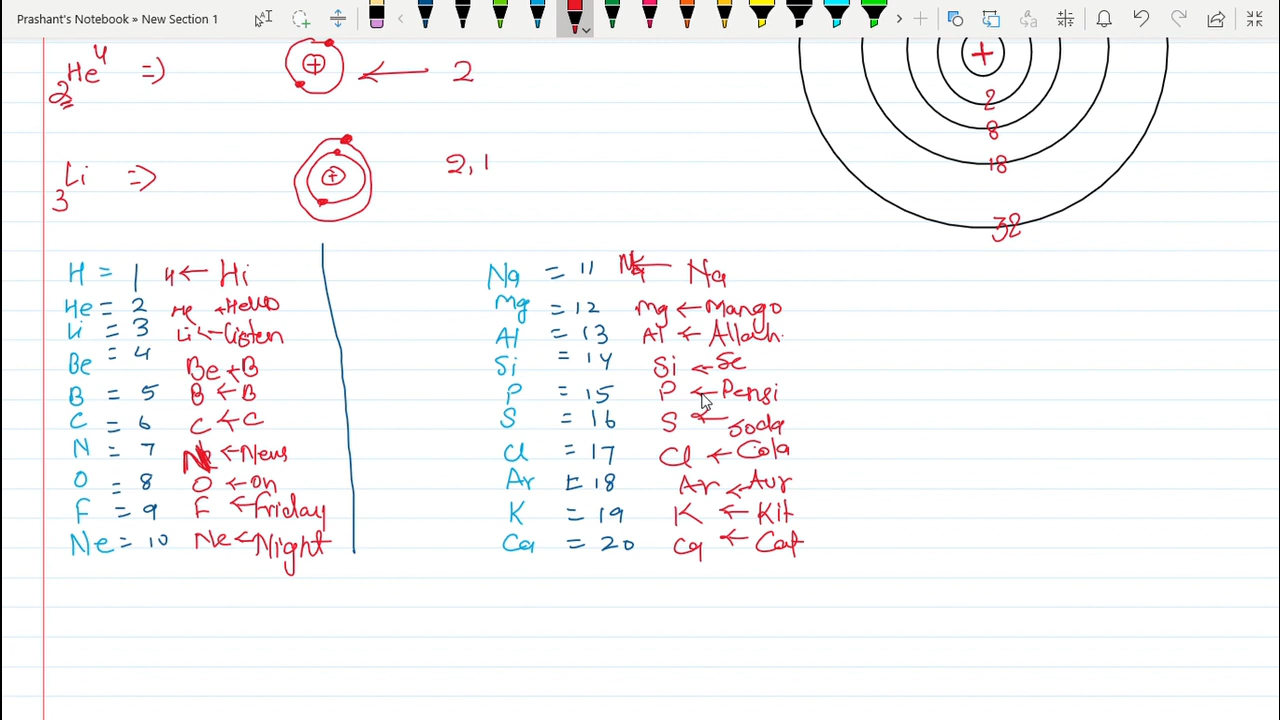 Prashant's Notebook » New Section 1
2He4 => + ← 2
3Li => + 2,1
+
2
8
18
32
H = 1 H ← Hi
He = 2 He ← Hello
Li = 3 Li ← Listen
Be = 4 Be ← B
B = 5 B ← B
C = 6 C ← C
N = 7 N ← News
O = 8 O ← On
F = 9 F ← Friday
Ne = 10 Ne ← Night
Na = 11 Na ← Na
Mg = 12 Mg ← Mango
Al = 13 Al ← Allach.
Si = 14 Si ← Se
P = 15 P ← Pensi
S = 16 S ← Soda
Cl = 17 Cl ← Cola
Ar = 18 Ar ← Aur
K = 19 K ← Kit
Ca = 20 Ca ← Cat